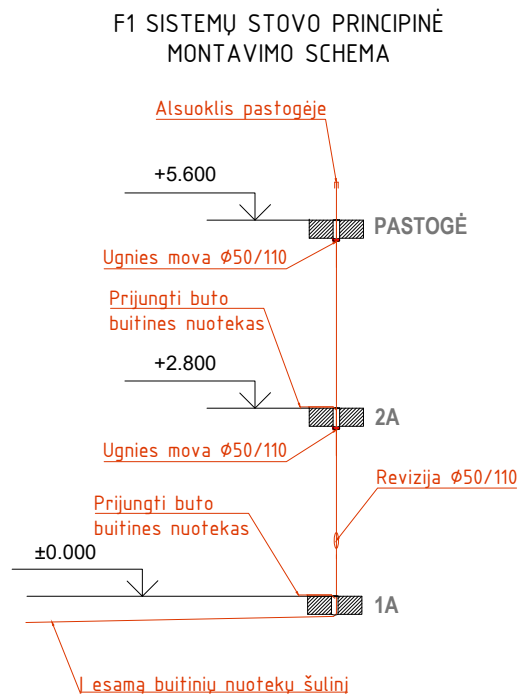 F1 SISTEMŲ STOVO PRINCIPINĖ
MONTAVIMO SCHEMA
Alsuoklis pastogėje
+5.600
PASTOGĖ
Ugnies mova Ø50/110
Prijungti buto
buitines nuotekas
+2.800
2A
Ugnies mova Ø50/110
Revizija Ø50/110
Prijungti buto
buitines nuotekas
±0.000
1A
Į esamą buitinių nuotekų šulinį